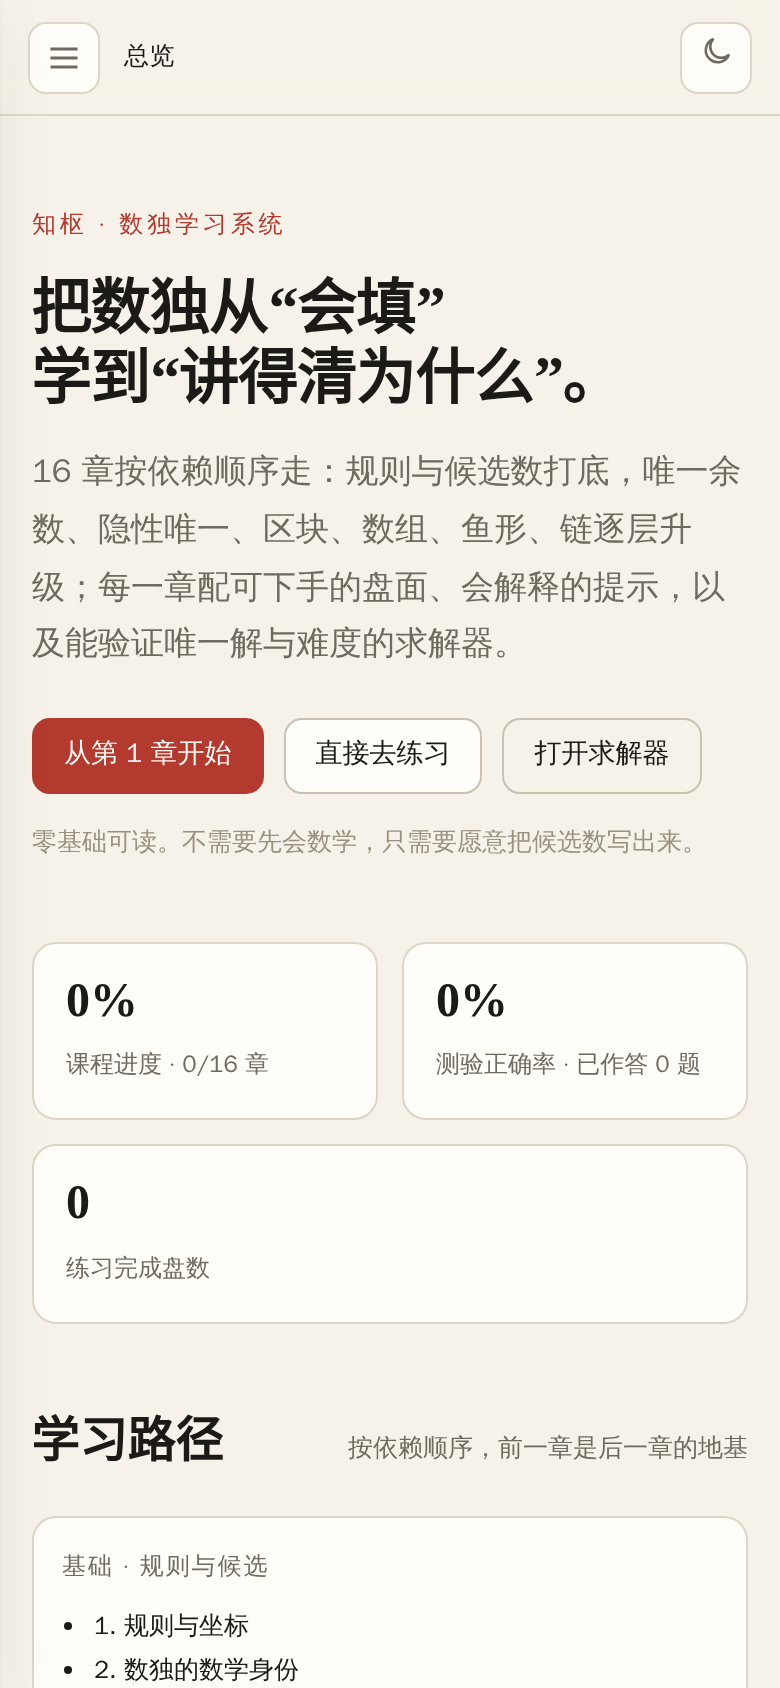 总览
知枢 · 数独学习系统
把数独从“会填”
学到“讲得清为什么”。
16 章按依赖顺序走：规则与候选数打底，唯一余
数、隐性唯一、区块、数组、鱼形、链逐层升
级；每一章配可下手的盘面、会解释的提示，以
及能验证唯一解与难度的求解器。
从第 1 章开始
直接去练习
打开求解器
零基础可读。不需要先会数学，只需要愿意把候选数写出来。
0%
课程进度 · 0/16 章
0%
测验正确率 · 已作答 0 题
0
练习完成盘数
学习路径
按依赖顺序，前一章是后一章的地基
基础 · 规则与候选
• 1. 规则与坐标
• 2. 数独的数学身份